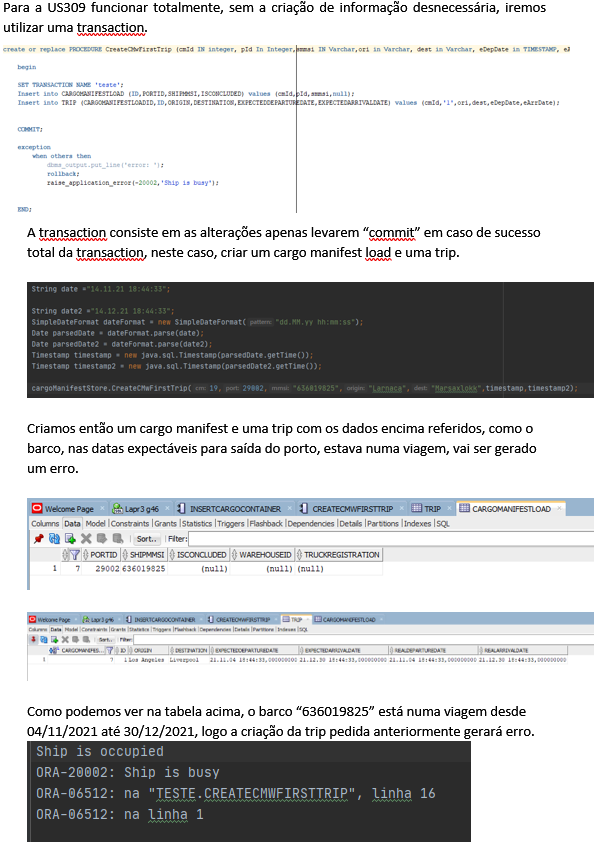 Para a US309 funcionar totalmente, sem a criação de informação desnecessária, iremos
utilizar uma transaction.
create or replace PROCEDURE CreateCMwFirstTrip (cmId IN integer, pId In Integer,mmsi IN Varchar,ori in Varchar, dest in Varchar, eDepDate in TIMESTAMP, eA
begin
SET TRANSACTION NAME 'teste';
Insert into CARGOMANIFESTLOAD (ID,PORTID,SHIPMMSI,ISCONCLUDED) values (cmId,pId,mmsi,null);
Insert into TRIP (CARGOMANIFESTLOADID,ID,ORIGIN,DESTINATION,EXPECTEDDEPARTUREDATE,EXPECTEDARRIVALDATE) values (cmId,'1',ori,dest,eDepDate,eArrDate);
COMMIT;
exception
when others then
dbms_output.put_line('error: ');
rollback;
raise_application_error(-20002,'Ship is busy');
END;
A transaction consiste em as alterações apenas levarem “commit” em caso de sucesso
total da transaction, neste caso, criar um cargo manifest load e uma trip.
String date ="14.11.21 18:44:33";
String date2 ="14.12.21 18:44:33";
SimpleDateFormat dateFormat = new SimpleDateFormat( pattern: "dd.MM.yy hh:mm:ss");
Date parsedDate = dateFormat.parse(date);
Date parsedDate2 = dateFormat.parse(date2);
Timestamp timestamp = new java.sql.Timestamp(parsedDate.getTime());
Timestamp timestamp2 = new java.sql.Timestamp(parsedDate2.getTime());
cargoManifestStore.CreateCMwFirstTrip( cm: 19, port: 29002, mmsi: "636019825", origin: "Larnaca", dest: "Marsaxlokk",timestamp,timestamp2);
Criamos então um cargo manifest e uma trip com os dados encima referidos, como o
barco, nas datas expectáveis para saída do porto, estava numa viagem, vai ser gerado
um erro.
Welcome Page Lapr3 g46 INSERTCARGOCONTAINER CREATECMWFIRSTTRIP TRIP CARGOMANIFESTLOAD
Columns Data Model Constraints Grants Statistics Triggers Flashback Dependencies Details Partitions Indexes SQL
Sort.. Filter:
PORTID SHIPMMSI ISCONCLUDED WAREHOUSEID TRUCKREGISTRATION
1 7 29002 636019825 (null) (null) (null)
Welcome Page Lapr3 g46 INSERTCARGOCONTAINER CREATECMWFIRSTTRIP TRIP CARGOMANIFESTLOAD
Columns Data Model Constraints Grants Statistics Triggers Flashback Dependencies Details Partitions Indexes SQL
Sort.. Filter:
CARGOMANIFES... ID ORIGIN DESTINATION EXPECTEDDEPARTUREDATE EXPECTEDARRIVALDATE REALDEPARTUREDATE REALARRIVALDATE
1 7 1 Los Angeles Liverpool 21.11.04 18:44:33,000000000 21.12.30 18:44:33,000000000 21.11.04 18:44:33,000000000 21.12.30 18:44:33,000000000
Como podemos ver na tabela acima, o barco “636019825” está numa viagem desde
04/11/2021 até 30/12/2021, logo a criação da trip pedida anteriormente gerará erro.
Ship is occupied
ORA-20002: Ship is busy
ORA-06512: na "TESTE.CREATECMWFIRSTTRIP", linha 16
ORA-06512: na linha 1